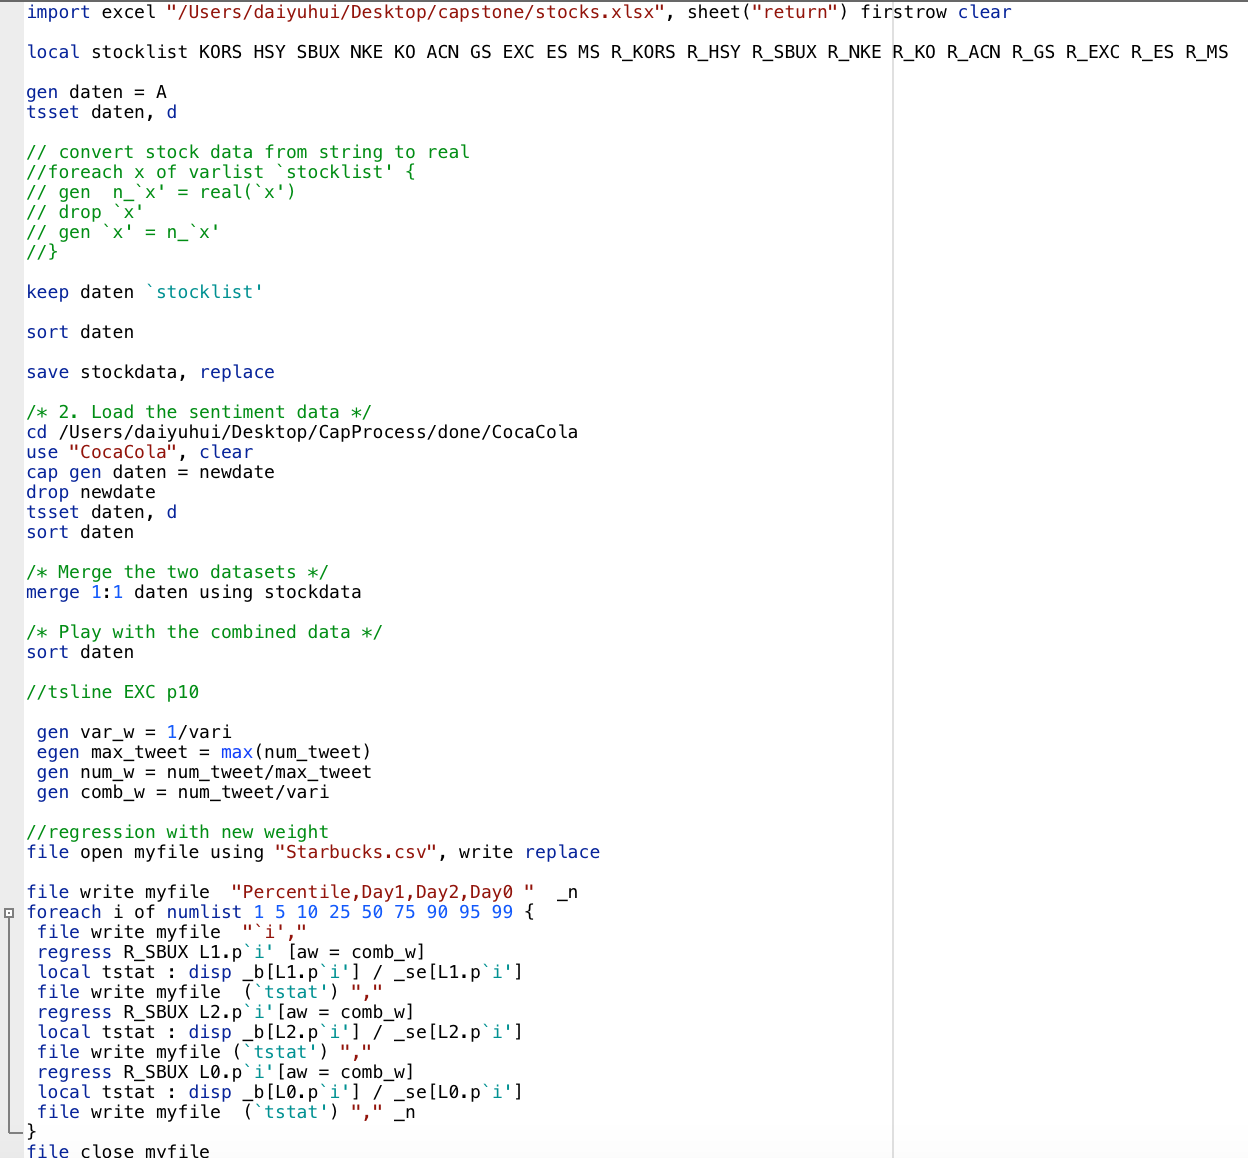 import excel "/Users/daiyuhui/Desktop/capstone/stocks.xlsx", sheet("return") firstrow clear
local stocklist KORS HSY SBUX NKE KO ACN GS EXC ES MS R_KORS R_HSY R_SBUX R_NKE R_KO R_ACN R_GS R_EXC R_ES R_MS
gen daten = A
tsset daten, d
// convert stock data from string to real
//foreach x of varlist `stocklist' {
// gen  n_`x' = real(`x')
// drop `x'
// gen `x' = n_`x'
//}
keep daten `stocklist'
sort daten
save stockdata, replace
/* 2. Load the sentiment data */
cd /Users/daiyuhui/Desktop/CapProcess/done/CocaCola
use "CocaCola", clear
cap gen daten = newdate
drop newdate
tsset daten, d
sort daten
/* Merge the two datasets */
merge 1:1 daten using stockdata
/* Play with the combined data */
sort daten
//tsline EXC p10
gen var_w = 1/vari
egen max_tweet = max(num_tweet)
gen num_w = num_tweet/max_tweet
gen comb_w = num_tweet/vari
//regression with new weight
file open myfile using "Starbucks.csv", write replace
file write myfile  "Percentile,Day1,Day2,Day0 "  _n
foreach i of numlist 1 5 10 25 50 75 90 95 99 {
file write myfile  "`i',"
regress R_SBUX L1.p`i' [aw = comb_w]
local tstat : disp _b[L1.p`i'] / _se[L1.p`i']
file write myfile  (`tstat') ","
regress R_SBUX L2.p`i'[aw = comb_w]
local tstat : disp _b[L2.p`i'] / _se[L2.p`i']
file write myfile (`tstat') ","
regress R_SBUX L0.p`i'[aw = comb_w]
local tstat : disp _b[L0.p`i'] / _se[L0.p`i']
file write myfile  (`tstat') "," _n
}
file close myfile